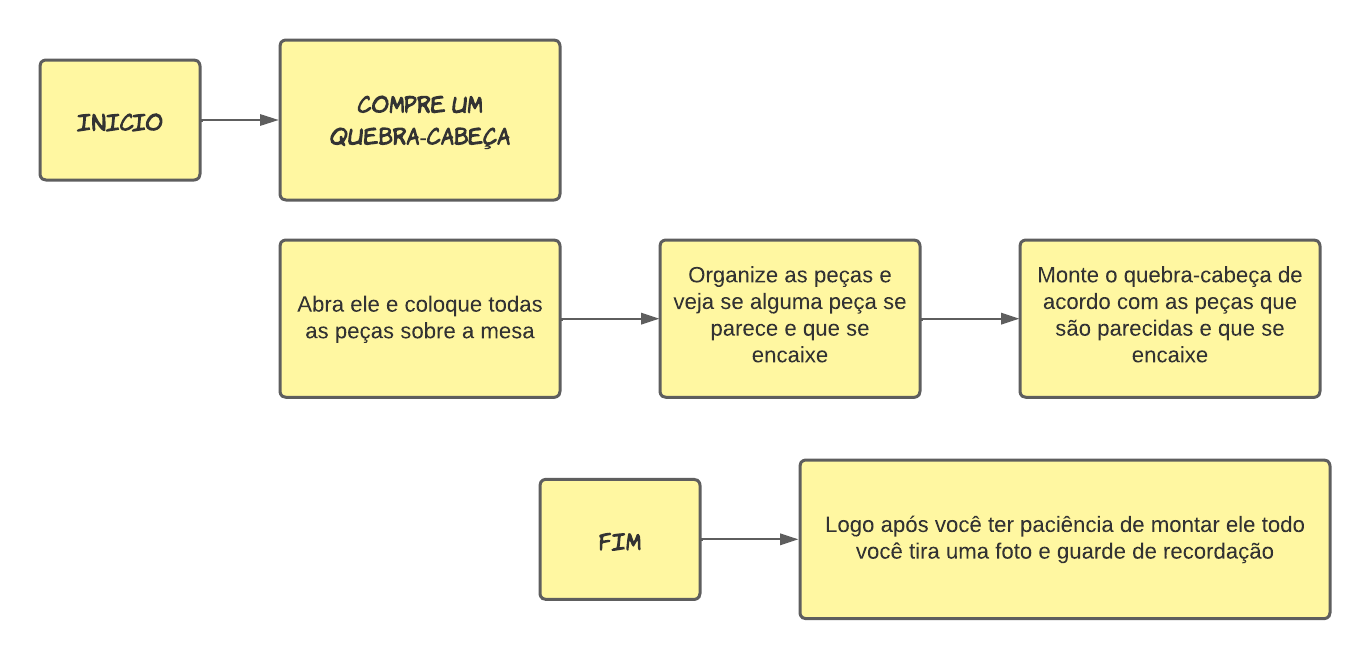 INICIO
COMPRE UM
QUEBRA-CABEÇA
Abra ele e coloque todas
as peças sobre a mesa
Organize as peças e
veja se alguma peça se
parece e que se
encaixe
Monte o quebra-cabeça de
acordo com as peças que
são parecidas e que se
encaixe
FIM
Logo após você ter paciência de montar ele todo
você tira uma foto e guarde de recordação